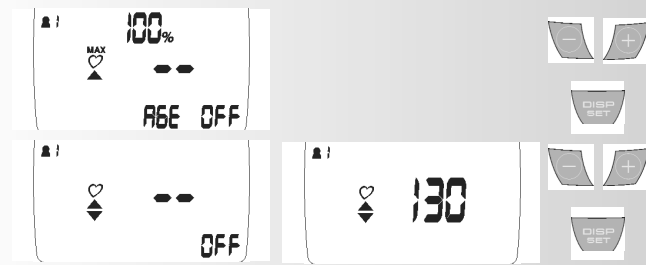 1
100%
MAX
--
AGE OFF
− +
DISP
SET
1
--
OFF
1
130
− +
DISP
SET